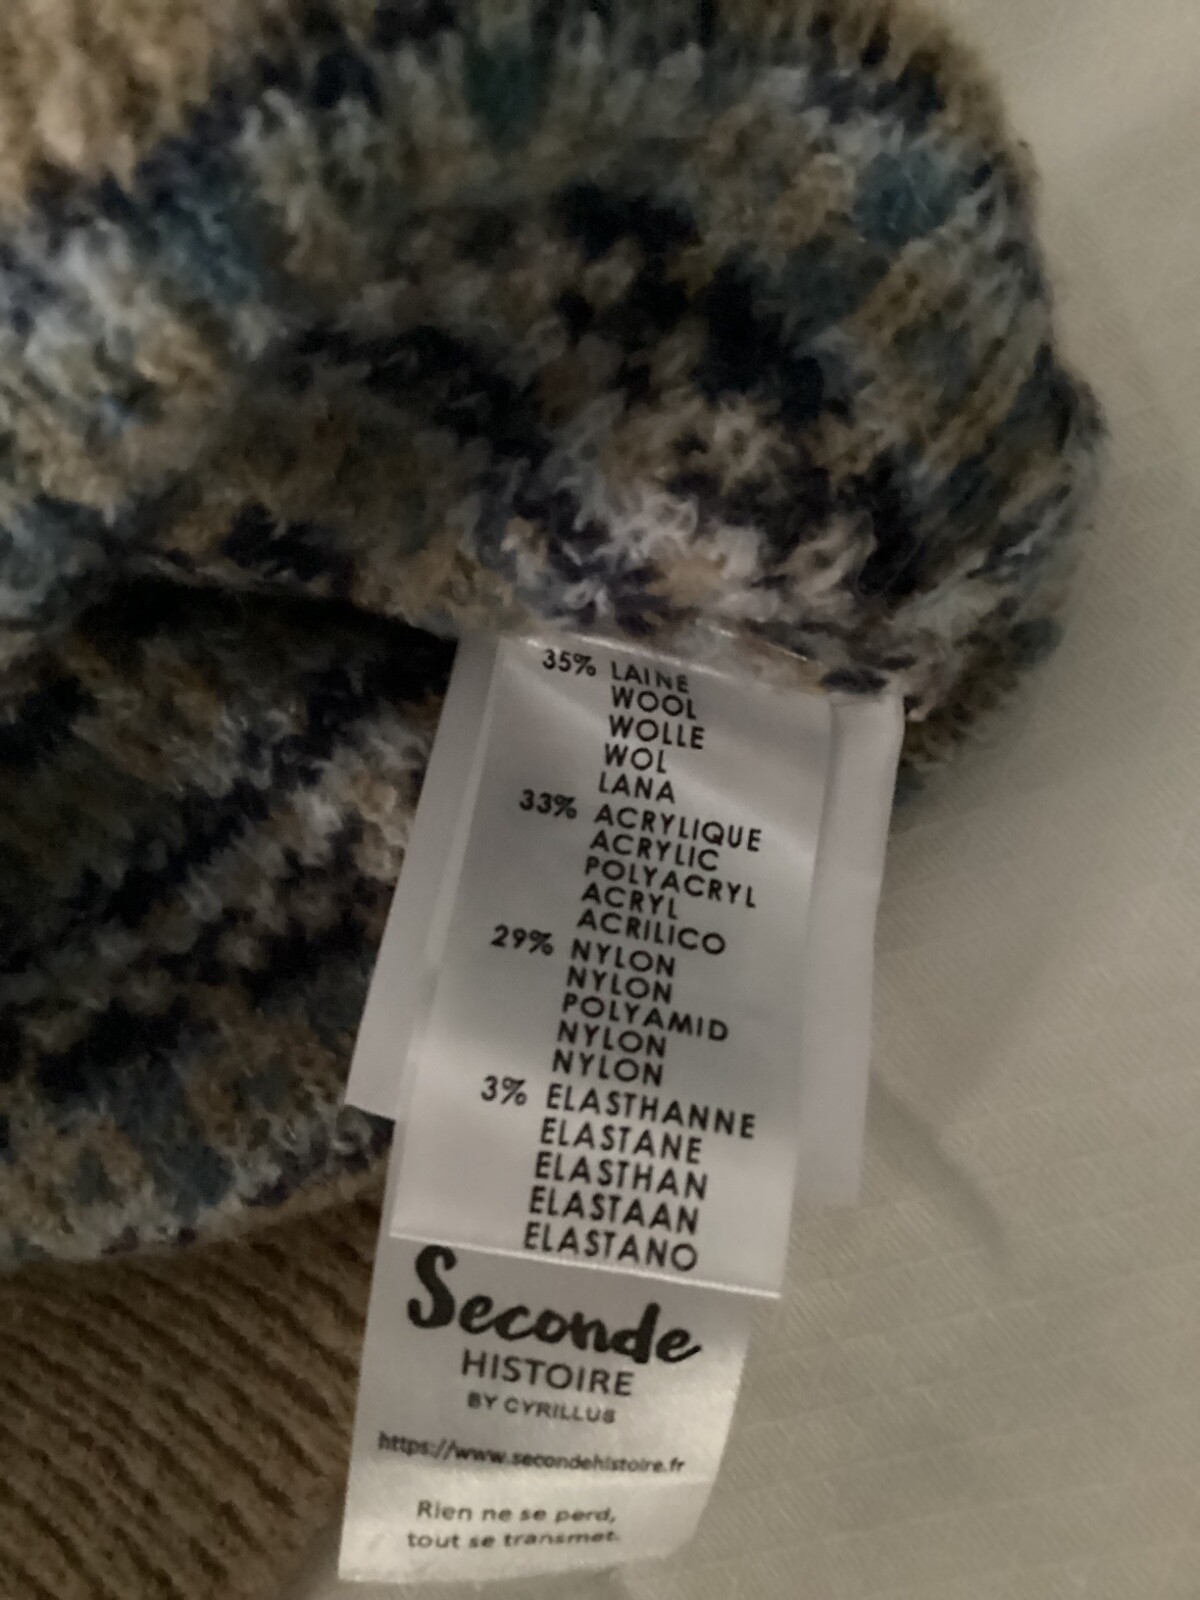 35% LAINE
WOOL
WOLLE
WOL
LANA
33% ACRYLIQUE
ACRYLIC
POLYACRYL
ACRYL
ACRILICO
29% NYLON
NYLON
POLYAMID
NYLON
NYLON
3% ELASTHANNE
ELASTANE
ELASTHAN
ELASTAAN
ELASTANO
Seconde
HISTOIRE
BY CYRILLUS
https://www.secondehistoire.fr
Rien ne se perd,
tout se transmet.